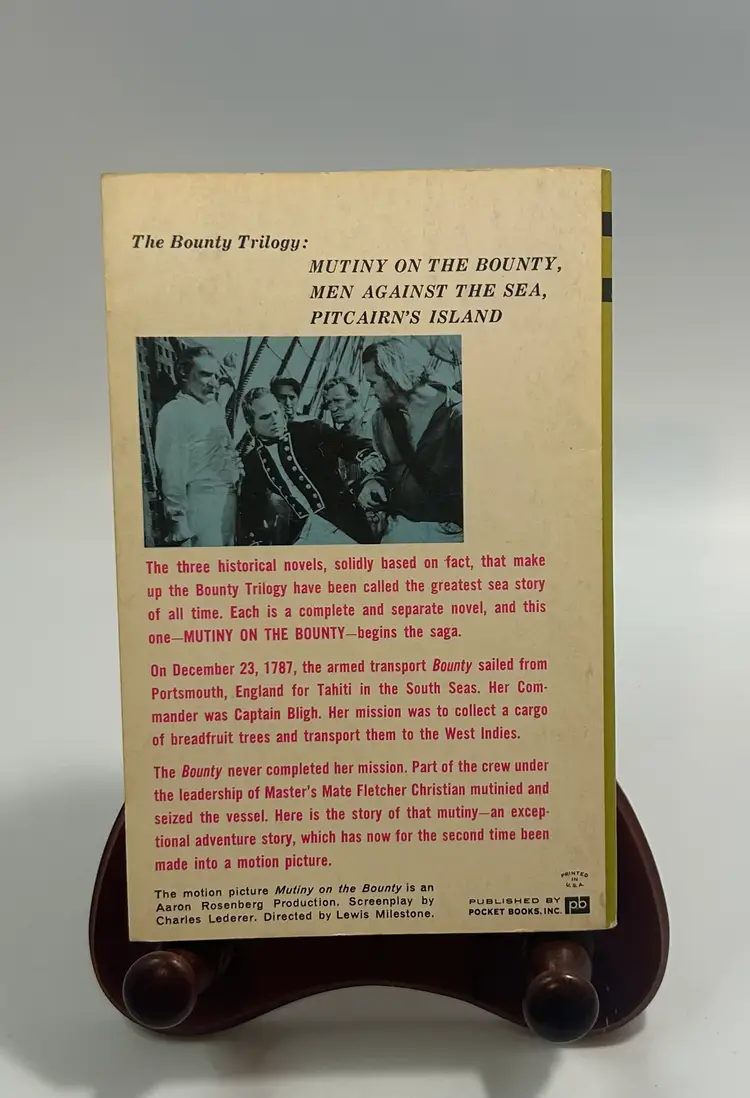 The Bounty Trilogy:
MUTINY ON THE BOUNTY,
MEN AGAINST THE SEA,
PITCAIRN'S ISLAND
The three historical novels, solidly based on fact, that make
up the Bounty Trilogy have been called the greatest sea story
of all time. Each is a complete and separate novel, and this
one—MUTINY ON THE BOUNTY—begins the saga.
On December 23, 1787, the armed transport Bounty sailed from
Portsmouth, England for Tahiti in the South Seas. Her Com-
mander was Captain Bligh. Her mission was to collect a cargo
of breadfruit trees and transport them to the West Indies.
The Bounty never completed her mission. Part of the crew under
the leadership of Master's Mate Fletcher Christian mutinied and
seized the vessel. Here is the story of that mutiny—an excep-
tional adventure story, which has now for the second time been
made into a motion picture.
The motion picture Mutiny on the Bounty is an
Aaron Rosenberg Production. Screenplay by
Charles Lederer. Directed by Lewis Milestone.
PRINTED
IN
U.S.A.
PUBLISHED BY
POCKET BOOKS, INC.
pb